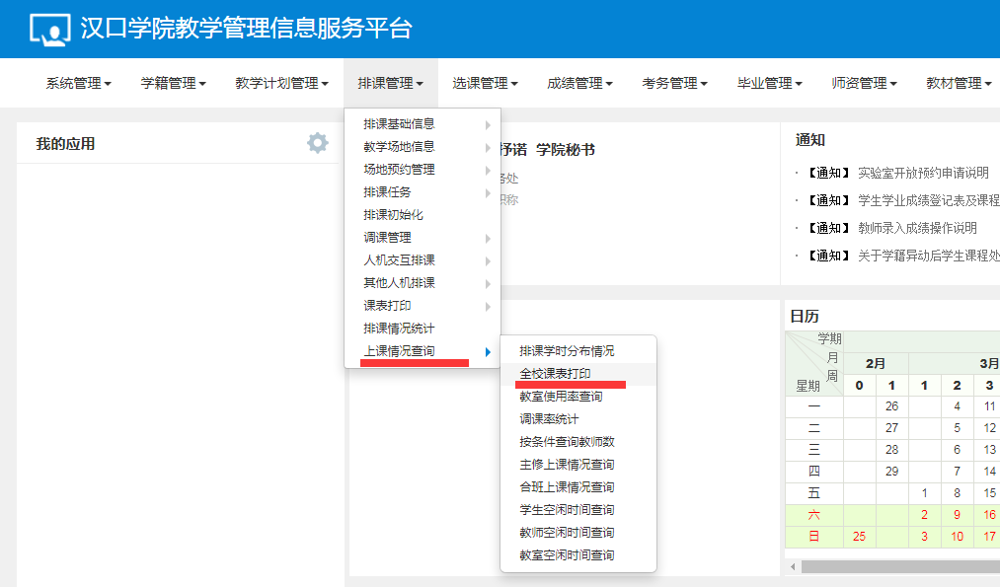 汉口学院教学管理信息服务平台
系统管理 学籍管理 教学计划管理 排课管理 选课管理 成绩管理 考务管理 毕业管理 师资管理 教材管理
我的应用
排课基础信息
教学场地信息
场地预约管理
排课任务
排课初始化
调课管理
人机交互排课
其他人机排课
课表打印
排课情况统计
上课情况查询
排课学时分布情况
全校课表打印
教室使用率查询
调课率统计
按条件查询教师数
主修上课情况查询
合班上课情况查询
学生空闲时间查询
教师空闲时间查询
教室空闲时间查询
抒诺 学院秘书
务处
职称
通知
· 【通知】 实验室开放预约申请说明
· 【通知】 学生学业成绩登记表及课程
· 【通知】 教师录入成绩操作说明
· 【通知】 关于学籍异动后学生课程处
日历
学期
月
周
星期
2月 3月
0 1 1 2 3
一 26 4 11
二 27 5 12
三 28 6 13
四 29 7 14
五 1 8 15
六 2 9 16
日 25 3 10 17